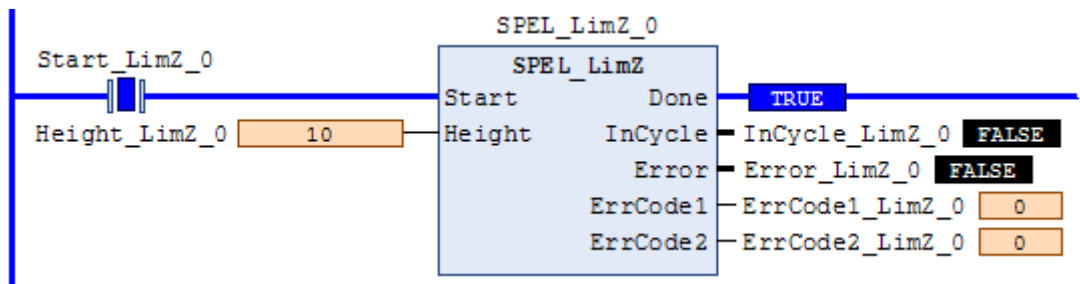 SPEL_LimZ_0
Start_LimZ_0
SPEL_LimZ
Start Done TRUE
Height_LimZ_0 10 Height InCycle InCycle_LimZ_0 FALSE
Error Error_LimZ_0 FALSE
ErrCode1 ErrCode1_LimZ_0 0
ErrCode2 ErrCode2_LimZ_0 0